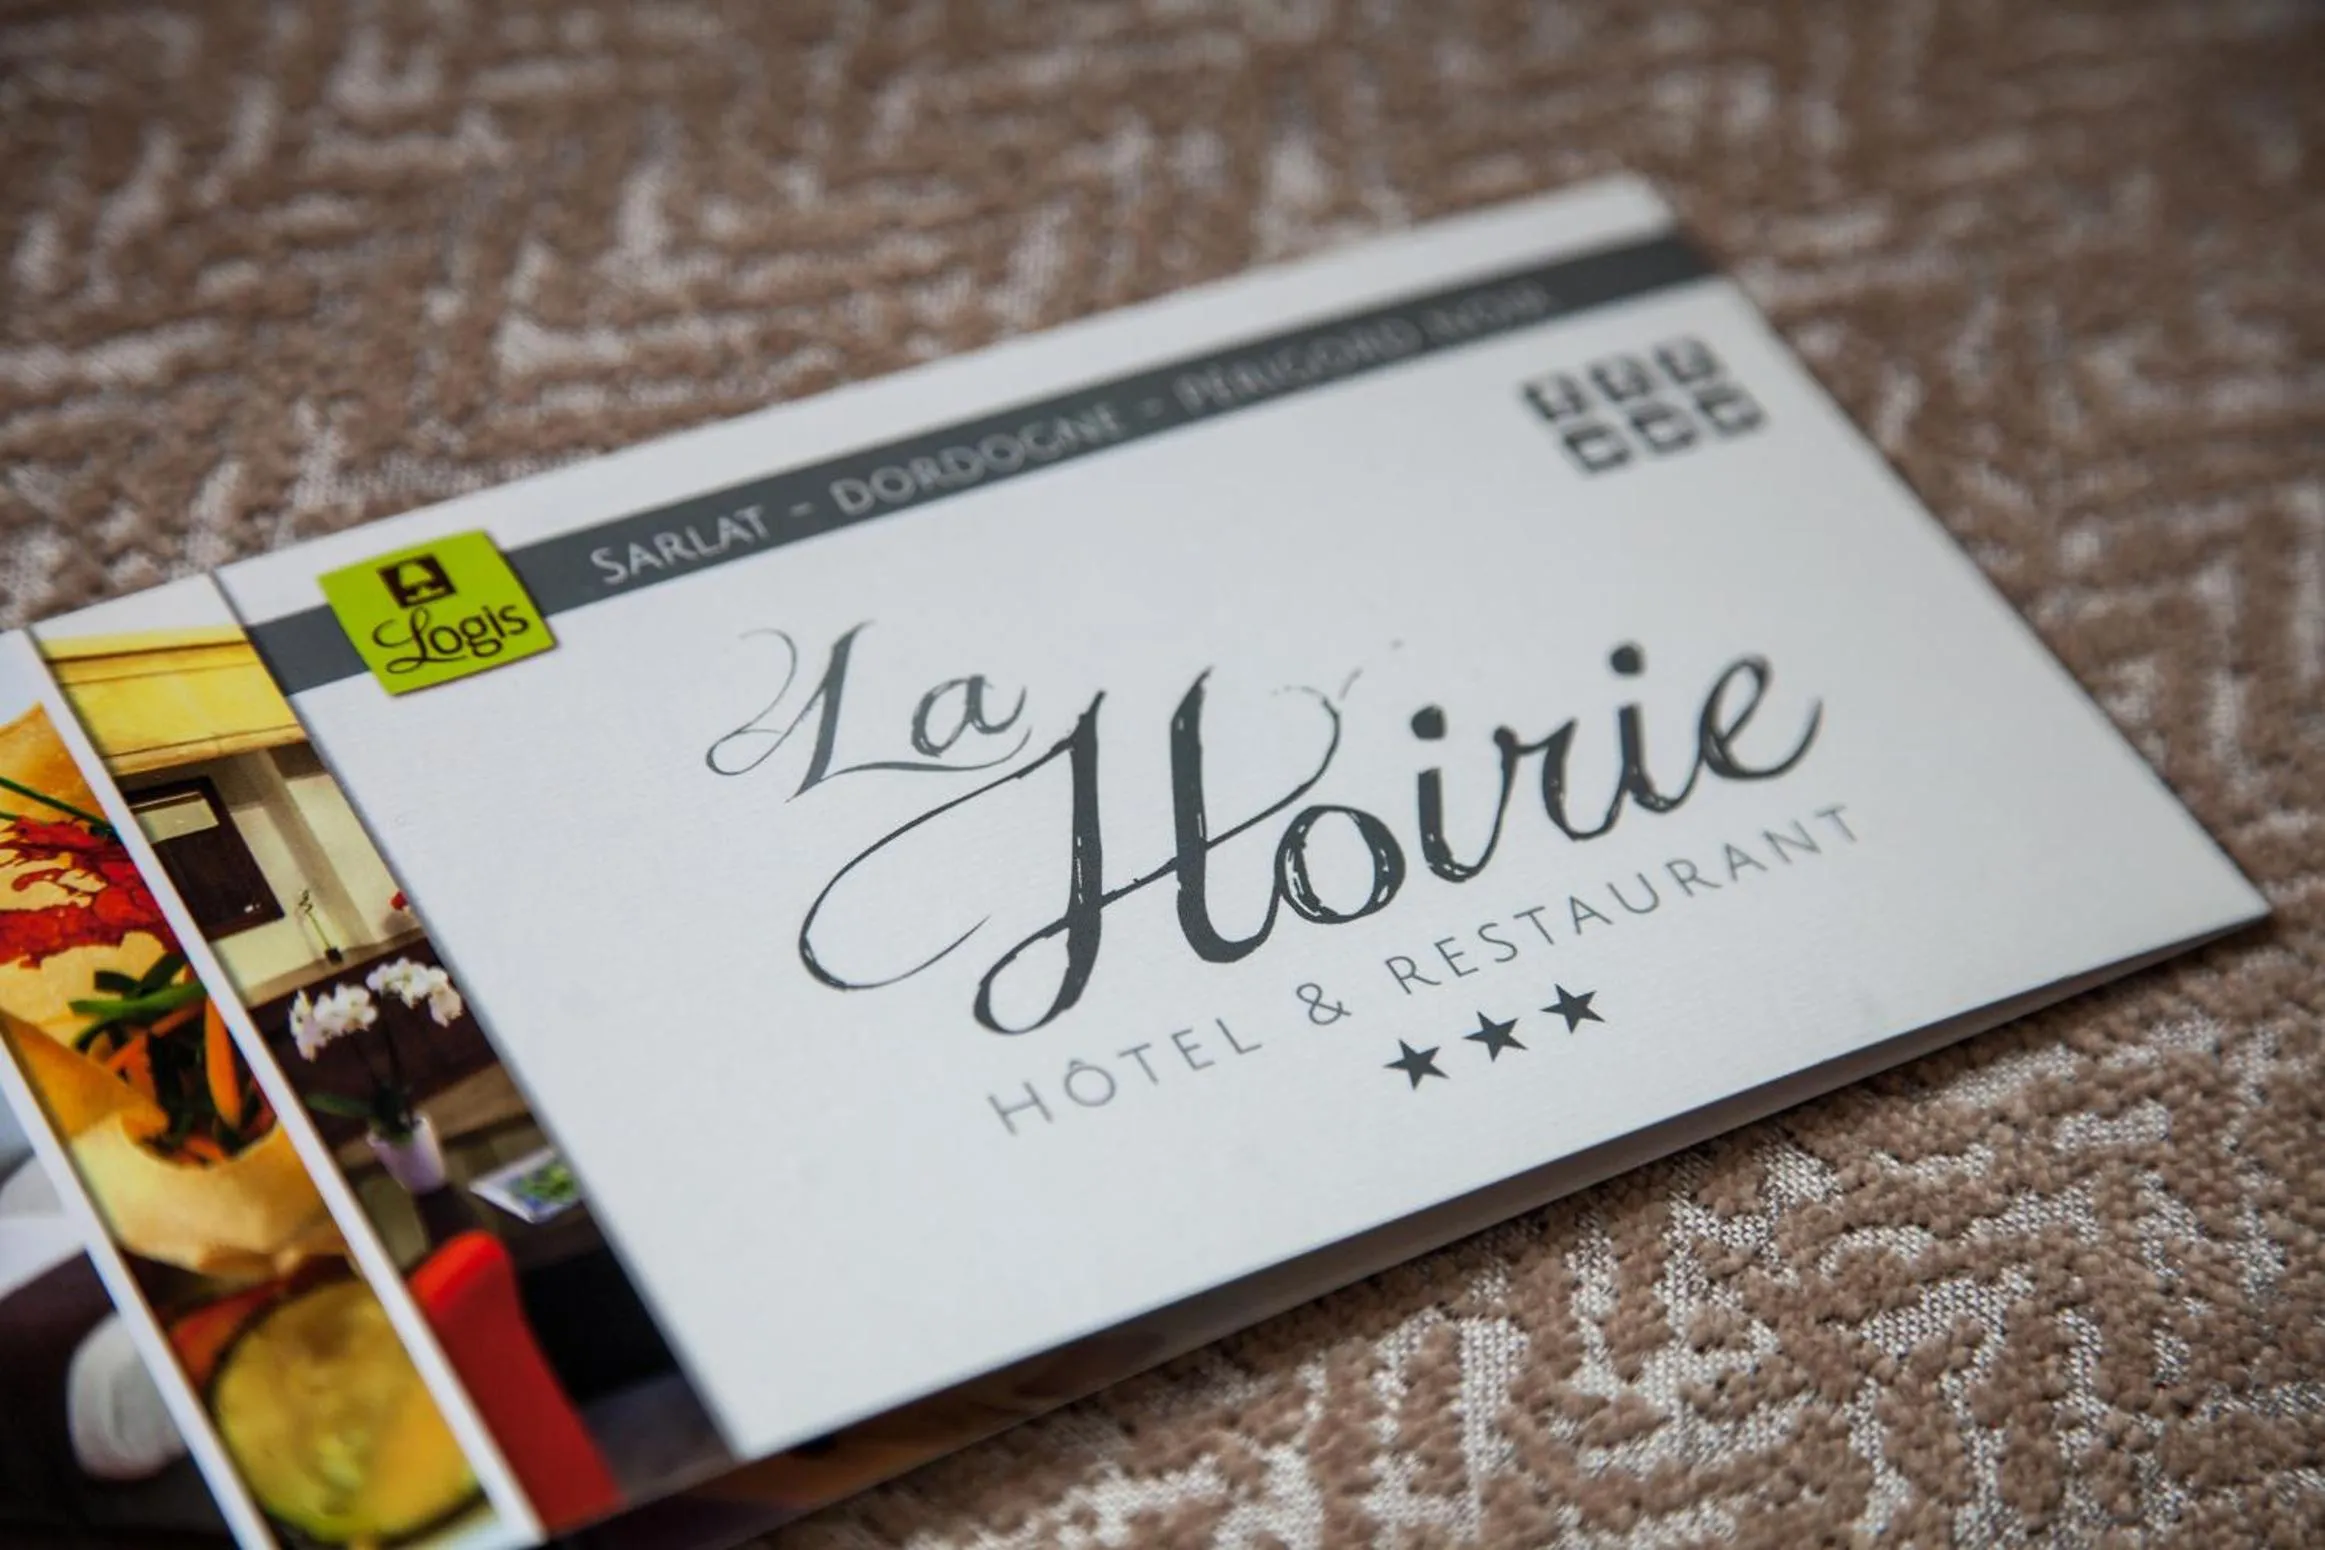 SARLAT - DORDOGNE - PÉRIGORD NOIR
Logis
La
Hoirie
HÔTEL & RESTAURANT